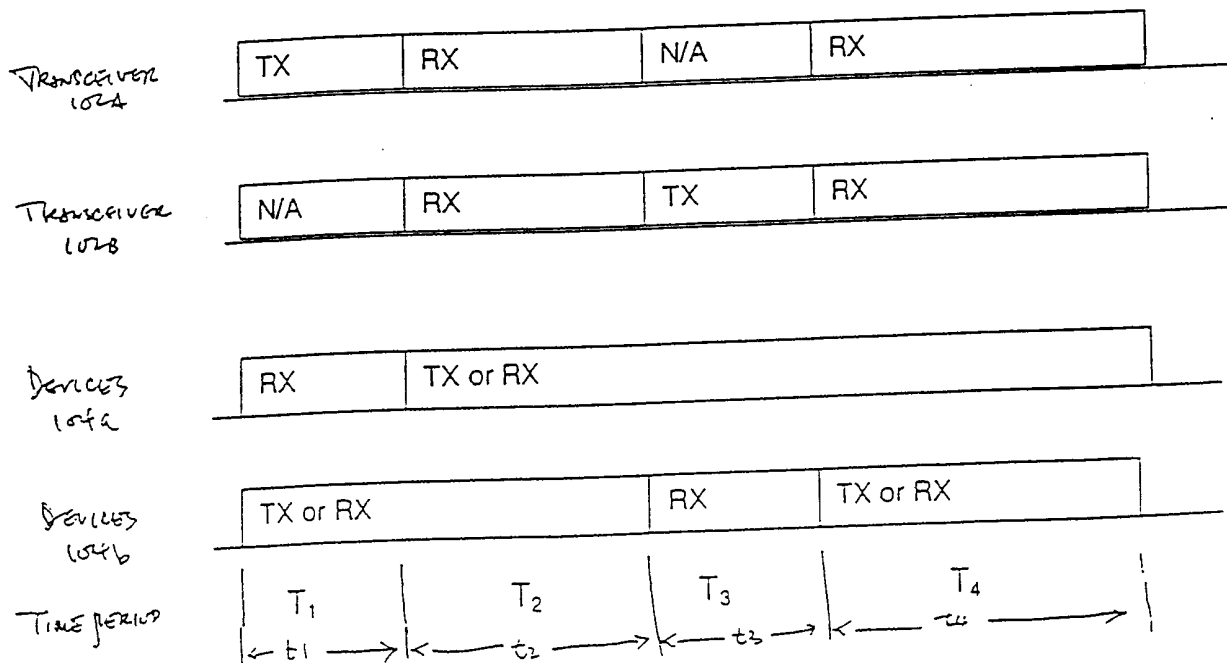 TX RX N/A RX
TRANSCEIVER
102A
N/A RX TX RX
TRANSCEIVER
102B
RX TX or RX
DEVICES
104a
TX or RX RX TX or RX
DEVICES
104b
T1 T2 T3 T4
TIME PERIOD
t1 t2 t3 t4